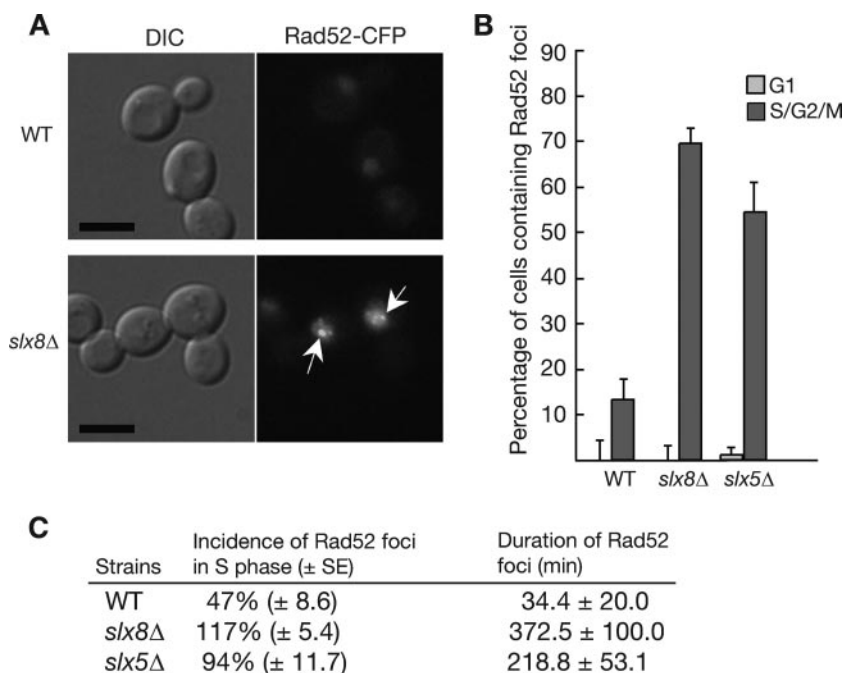 A
DIC
Rad52-CFP
WT
slx8Δ
B
Percentage of cells containing Rad52 foci
90
80
70
60
50
40
30
20
10
G1
S/G2/M
WT slx8Δ slx5Δ
C
Strains Incidence of Rad52 foci in S phase (± SE) Duration of Rad52 foci (min)
WT 47% (± 8.6) 34.4 ± 20.0
slx8Δ 117% (± 5.4) 372.5 ± 100.0
slx5Δ 94% (± 11.7) 218.8 ± 53.1